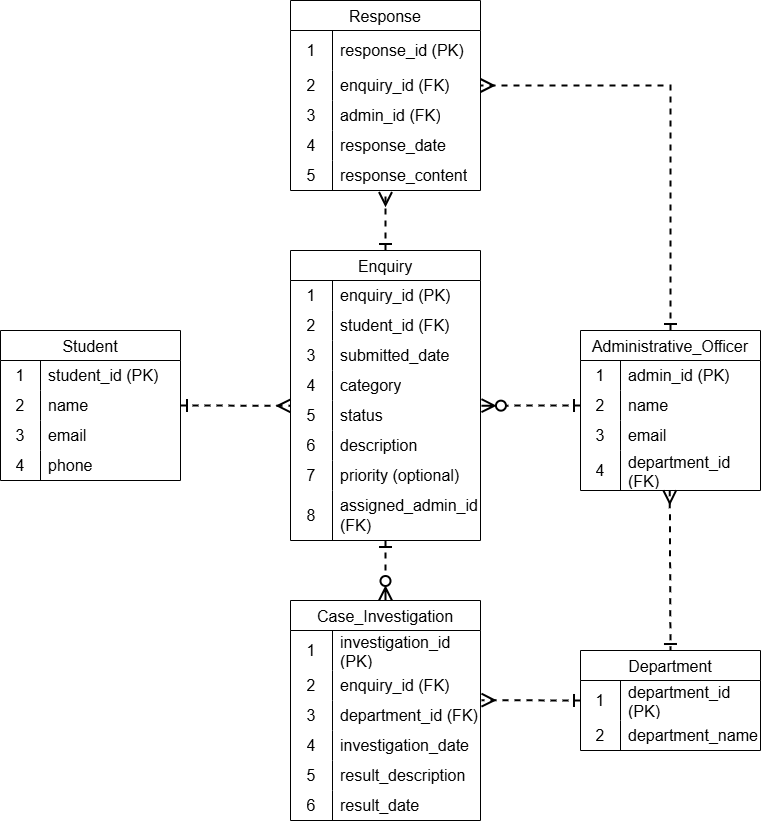 Response
1 response_id (PK)
2 enquiry_id (FK)
3 admin_id (FK)
4 response_date
5 response_content
Enquiry
1 enquiry_id (PK)
2 student_id (FK)
3 submitted_date
4 category
5 status
6 description
7 priority (optional)
8 assigned_admin_id
(FK)
Student
1 student_id (PK)
2 name
3 email
4 phone
Administrative_Officer
1 admin_id (PK)
2 name
3 email
4 department_id
(FK)
Case_Investigation
1 investigation_id
(PK)
2 enquiry_id (FK)
3 department_id (FK)
4 investigation_date
5 result_description
6 result_date
Department
1 department_id
(PK)
2 department_name